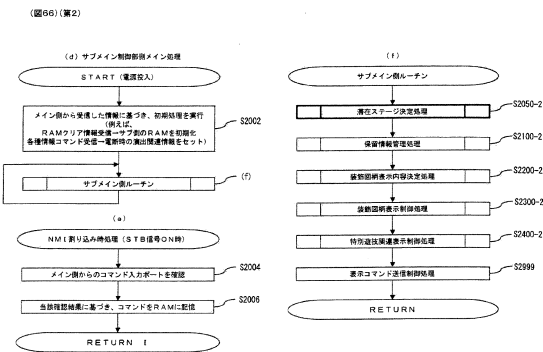 (図66)(第2)
(d) サブメイン制御部側メイン処理
START (電源投入)
メイン側から受信した情報に基づき、初期処理を実行
(例えば、
RAMクリア情報受信→サブ側のRAMを初期化
各種情報コマンド受信→電断時の演出関連情報をセット)
S2002
サブメイン側ルーチン
(f)
(a)
NMI割り込み時処理 (STB信号ON時)
メイン側からのコマンド入力ポートを確認
S2004
当該確認結果に基づき、コマンドをRAMに記憶
S2006
RETURN I
(f)
サブメイン側ルーチン
滞在ステージ決定処理
S2050-2
保留情報管理処理
S2100-2
装飾図柄表示内容決定処理
S2200-2
装飾図柄表示制御処理
S2300-2
特別遊技関連表示制御処理
S2400-2
表示コマンド送信制御処理
S2999
RETURN